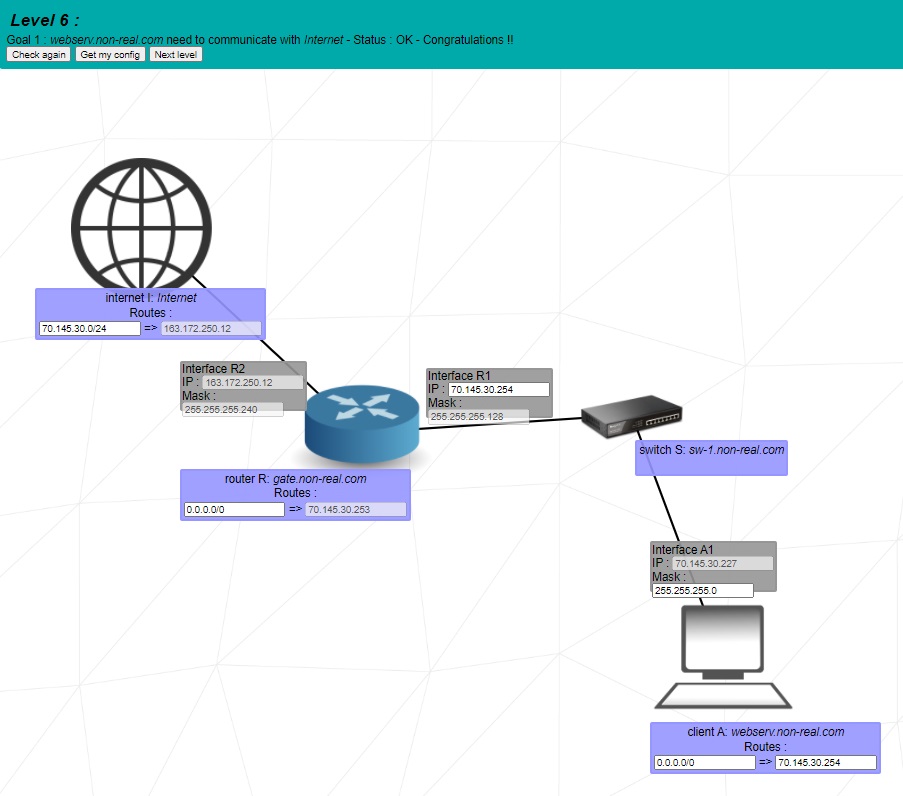 Level 6 :
Goal 1 : webserv.non-real.com need to communicate with Internet - Status : OK - Congratulations !!
Check again Get my config Next level
internet I: Internet
Routes :
70.145.30.0/24 => 163.172.250.12
Interface R2
IP : 163.172.250.12
Mask :
255.255.255.240
Interface R1
IP : 70.145.30.254
Mask :
255.255.255.128
switch S: sw-1.non-real.com
router R: gate.non-real.com
Routes :
0.0.0.0/0 => 70.145.30.253
Interface A1
IP : 70.145.30.227
Mask :
255.255.255.0
client A: webserv.non-real.com
Routes :
0.0.0.0/0 => 70.145.30.254